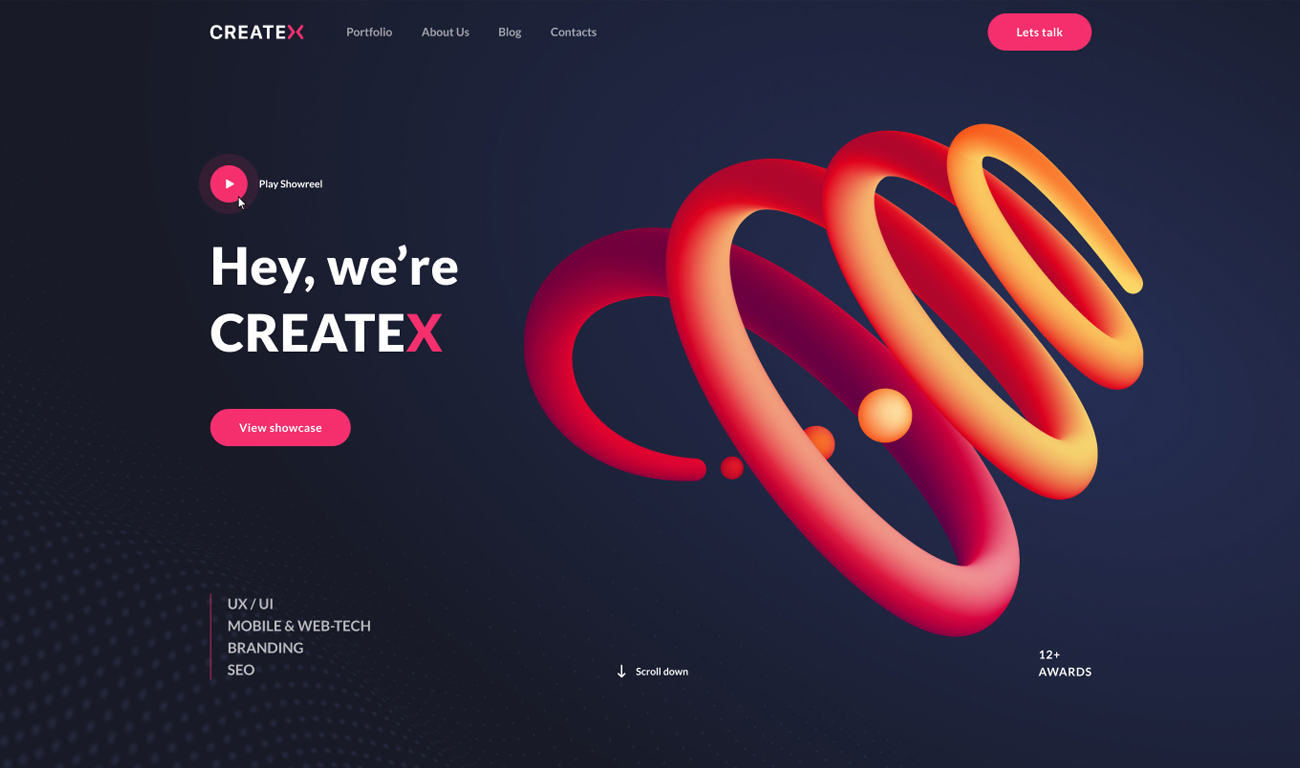 CREATEX
Portfolio
About Us
Blog
Contacts
Lets talk
Play Showreel
Hey, we’re
CREATEX
View showcase
UX / UI
MOBILE & WEB-TECH
BRANDING
SEO
Scroll down
12+
AWARDS